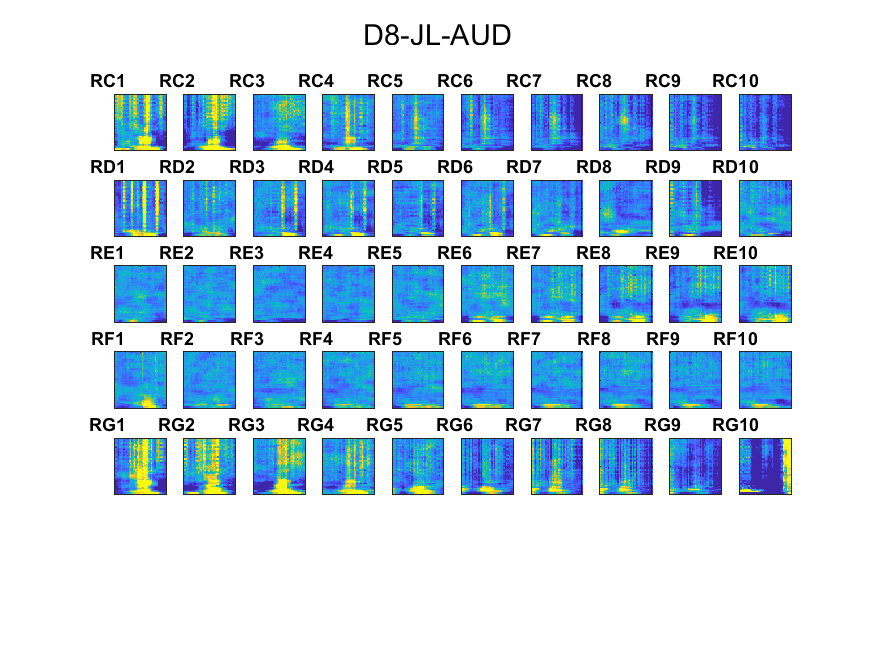 D8-JL-AUD
RC1 RC2 RC3 RC4 RC5 RC6 RC7 RC8 RC9 RC10
RD1 RD2 RD3 RD4 RD5 RD6 RD7 RD8 RD9 RD10
RE1 RE2 RE3 RE4 RE5 RE6 RE7 RE8 RE9 RE10
RF1 RF2 RF3 RF4 RF5 RF6 RF7 RF8 RF9 RF10
RG1 RG2 RG3 RG4 RG5 RG6 RG7 RG8 RG9 RG10